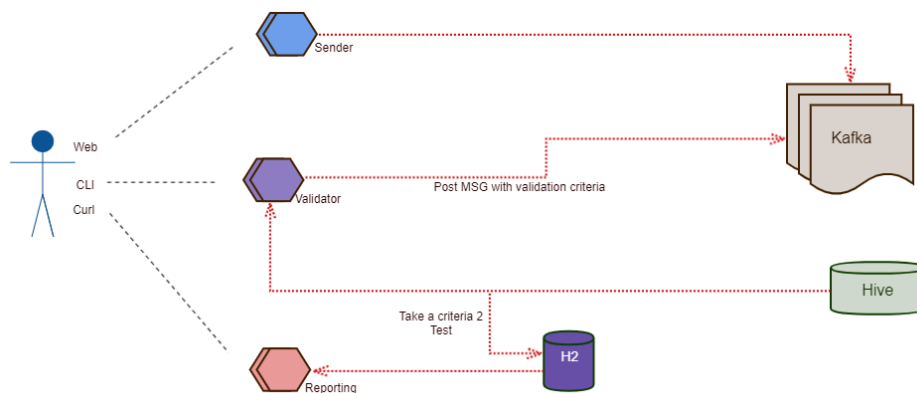 Sender
Kafka
Web
CLI
Curl
Validator
Post MSG with validation criteria
Hive
Take a criteria 2
Test
H2
Reporting